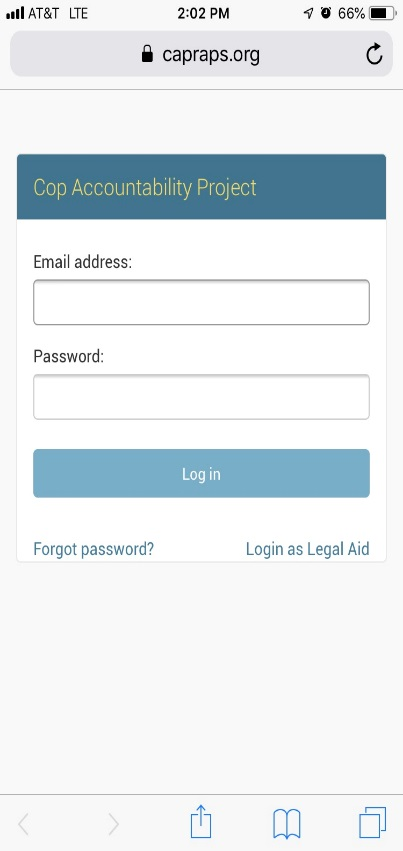 AT&T LTE 2:02 PM 66%
capraps.org
Cop Accountability Project
Email address:
Password:
Log in
Forgot password? Login as Legal Aid